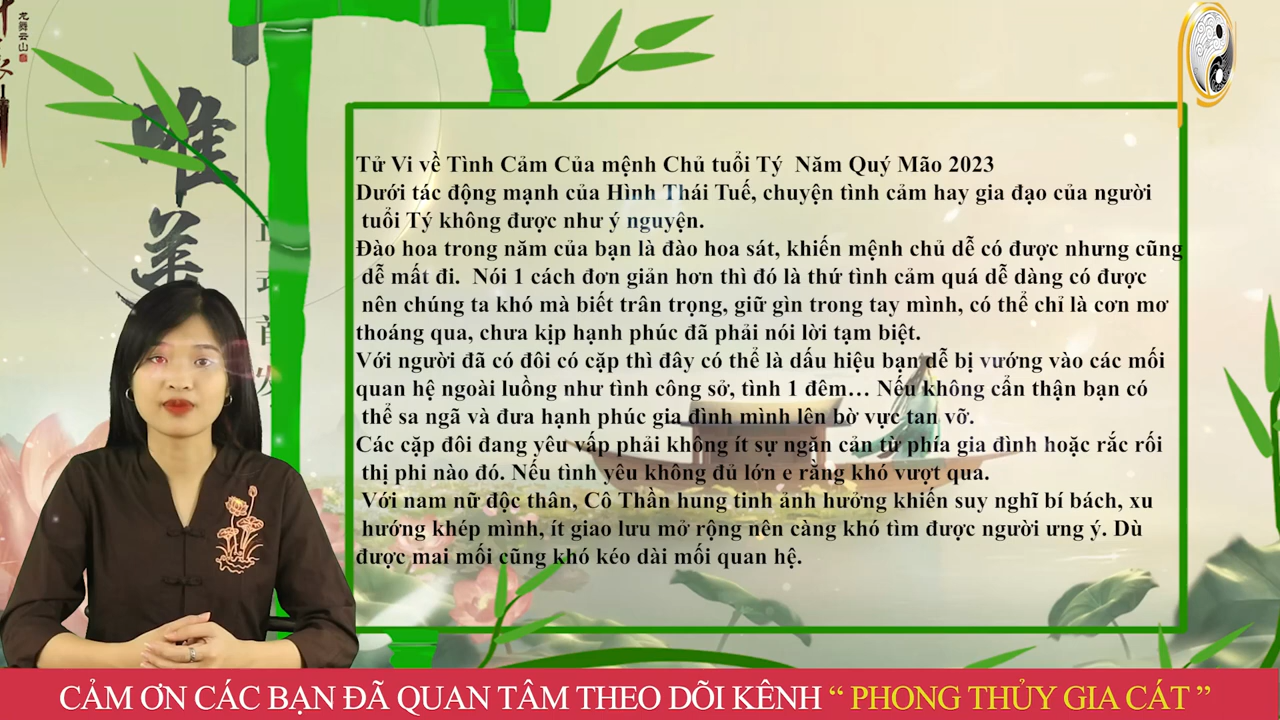 龙舞云山
唯
美
Tử Vi về Tình Cảm Của mệnh Chủ tuổi Tý Năm Quý Mão 2023
Dưới tác động mạnh của Hình Thái Tuế, chuyện tình cảm hay gia đạo của người
tuổi Tý không được như ý nguyện.
Đào hoa trong năm của bạn là đào hoa sát, khiến mệnh chủ dễ có được nhưng cũng
dễ mất đi. Nói 1 cách đơn giản hơn thì đó là thứ tình cảm quá dễ dàng có được
nên chúng ta khó mà biết trân trọng, giữ gìn trong tay mình, có thể chỉ là cơn mơ
thoáng qua, chưa kịp hạnh phúc đã phải nói lời tạm biệt.
Với người đã có đôi có cặp thì đây có thể là dấu hiệu bạn dễ bị vướng vào các mối
quan hệ ngoài luồng như tình công sở, tình 1 đêm… Nếu không cẩn thận bạn có
thể sa ngã và đưa hạnh phúc gia đình mình lên bờ vực tan vỡ.
Các cặp đôi đang yêu vấp phải không ít sự ngăn cản từ phía gia đình hoặc rắc rối
thị phi nào đó. Nếu tình yêu không đủ lớn e rằng khó vượt qua.
Với nam nữ độc thân, Cô Thần hung tinh ảnh hưởng khiến suy nghĩ bí bách, xu
hướng khép mình, ít giao lưu mở rộng nên càng khó tìm được người ưng ý. Dù
được mai mối cũng khó kéo dài mối quan hệ.
CẢM ƠN CÁC BẠN ĐÃ QUAN TÂM THEO DÕI KÊNH “ PHONG THỦY GIA CÁT ”